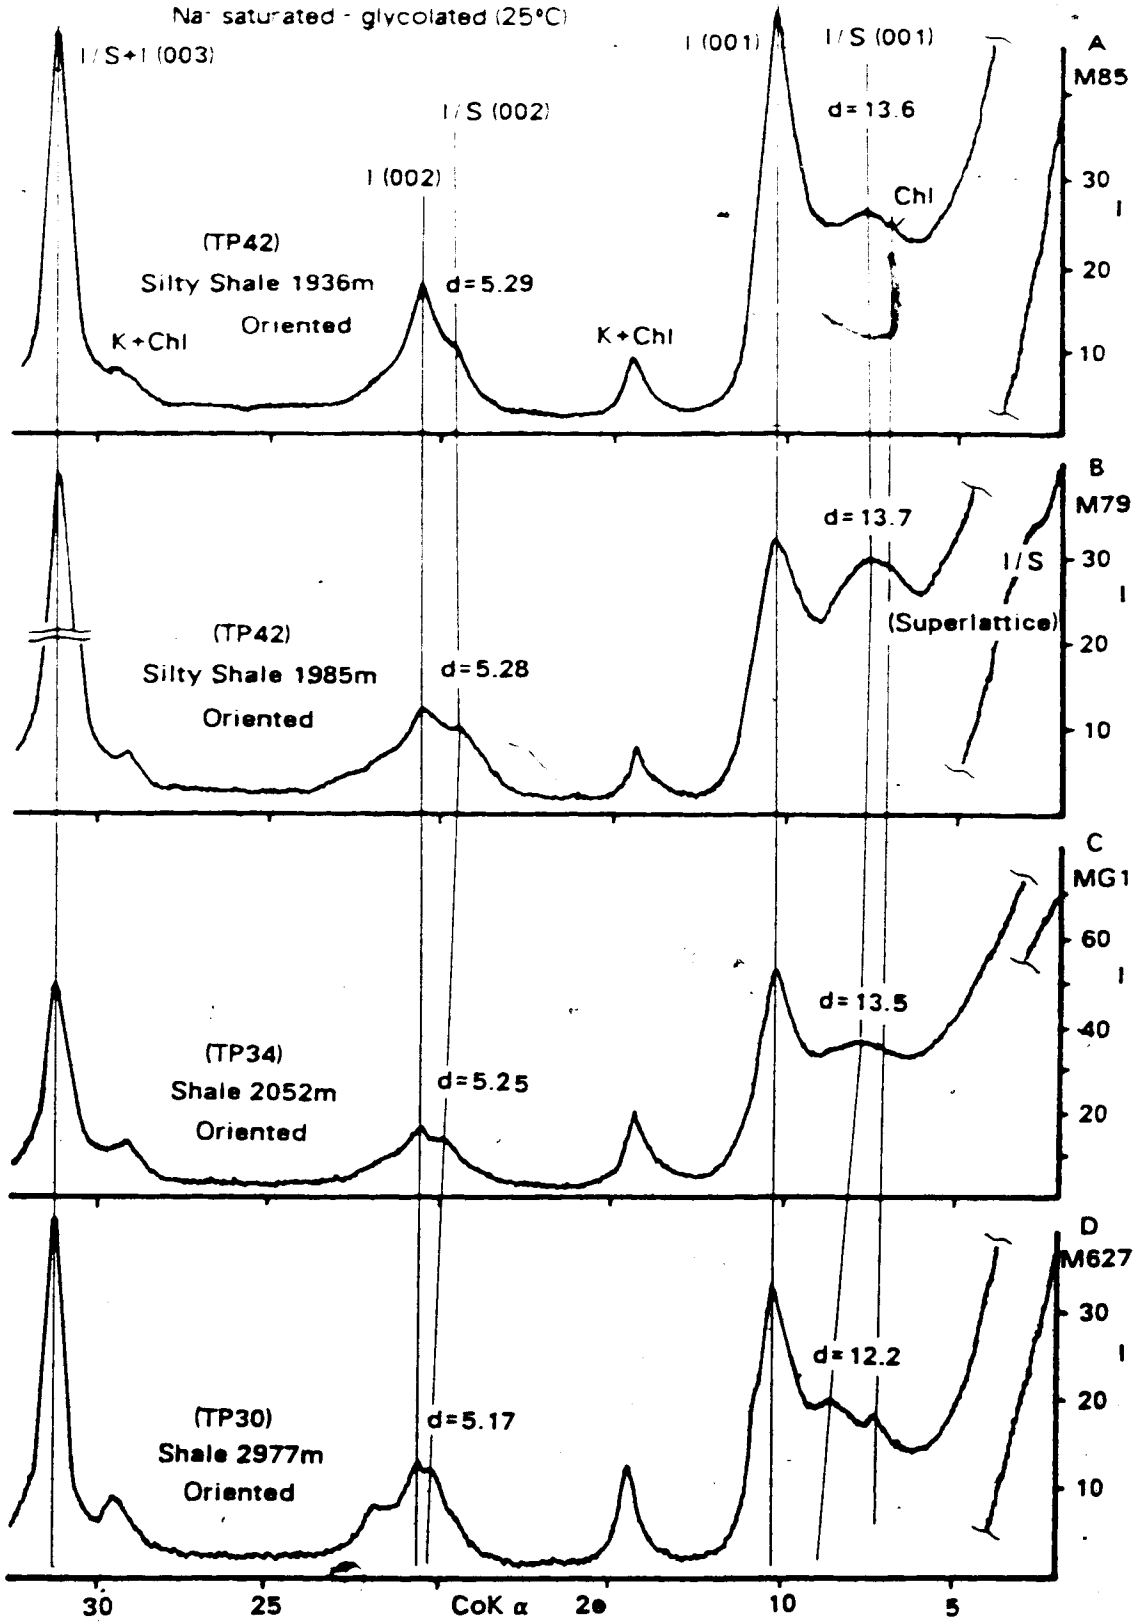 Na- saturated - glycolated (25°C)
I/S+I (003)
I (001)
I/S (001)
A
M85
I/S (002)
d=13.6
I (002)
30
I
Chl
(TP42)
Silty Shale 1936m
d=5.29
20
Oriented
K+Chl
K+Chl
10
B
M79
d=13.7
30
I/S
I
(TP42)
(Superlattice)
20
Silty Shale 1985m
d=5.28
Oriented
10
C
MG1
60
I
d=13.5
40
(TP34)
Shale 2052m
d=5.25
Oriented
20
D
M627
30
d=12.2
I
20
(TP30)
d=5.17
Shale 2977m
Oriented
10
30 25 CoK α 2θ 10 5